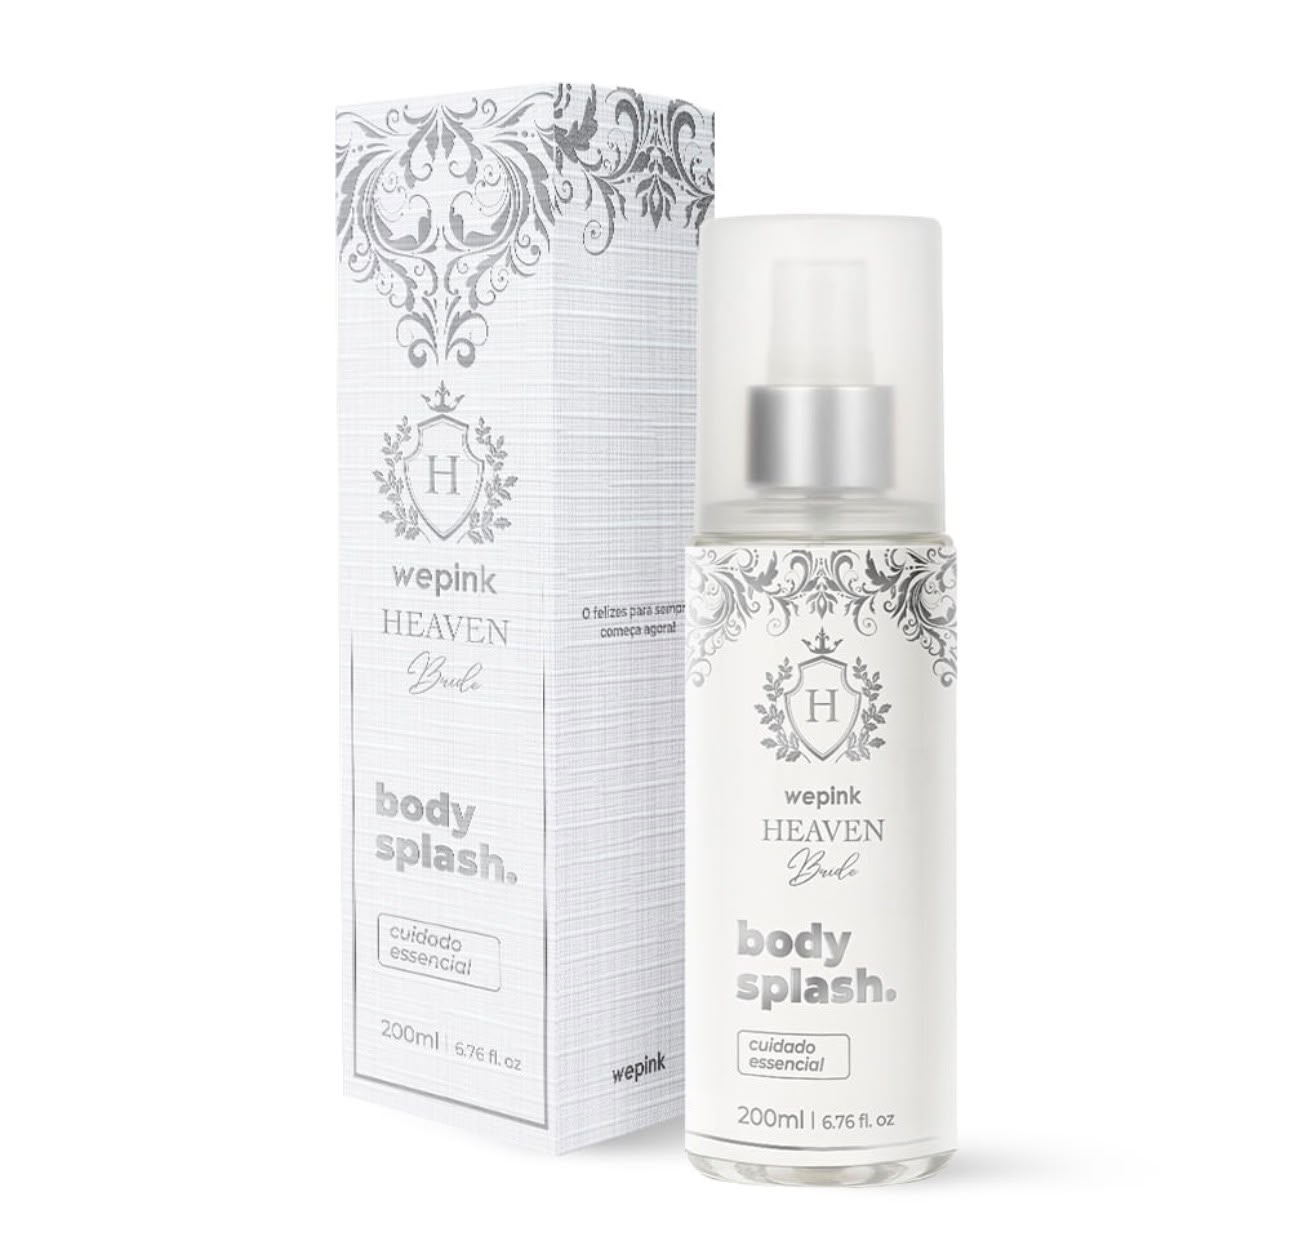 H
wepink
HEAVEN
Bride
body
splash.
cuidado
essencial
200ml | 6.76 fl. oz
O felizes para
começa agora!
wepink
H
wepink
HEAVEN
Bride
body
splash.
cuidado
essencial
200ml | 6.76 fl. oz